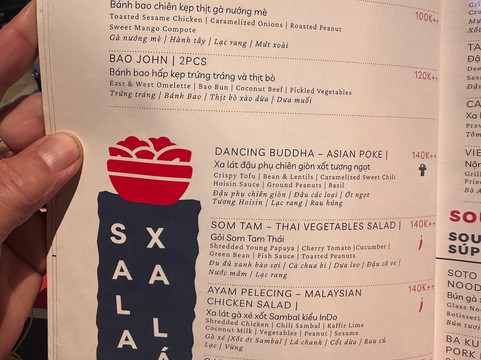 Bánh bao chiên kẹp thịt gà nướng mè
Toasted Sesame Chicken | Caramelized Onions | Roasted Peanut
Sweet Mango Compote
Gà nướng mè / Hành tây / Lạc rang / Mứt xoài
100K++
BAO JOHN | 2PCS
120K++
Bánh bao hấp kẹp trứng tráng và thịt bò
East & West Omelette | Bao Bun | Coconut Beef | Pickled Vegetables
Trứng tráng / Bánh Bao / Thịt bò xào dừa / Dưa muối
SALA
XA LÁ
DANCING BUDDHA – ASIAN POKE |
140K++
Xa lát đậu phụ chiên giòn xốt tương ngọt
Crispy Tofu | Bean & Lentils | Caramelized Sweet Chili
Hoisin Sauce | Ground Peanuts | Basil
Đậu phụ chiên giòn / Đậu các loại / Ớt ngọt
Tương Hoisin / Lạc rang / Rau húng
SOM TAM – THAI VEGETABLES SALAD |
140K++
Gỏi Som Tam Thái
Shredded Young Papaya | Cherry Tomato |Cucumber |
Green Bean | Fish Sauce | Toasted Peanuts
Đu đủ xanh bào sợi / Cà chua bi / Dưa leo / Đậu cô ve /
Nước mắm / Lạc rang
AYAM PELECING – MALAYSIAN
CHICKEN SALAD |
140K++
Xa lát gà xé xốt Sambal kiểu InDo
Shredded Chicken | Chili Sambal | Kaffir Lime
Coconut Milk | Vegetables | Peanut | Sesame
Gà xé / Xốt ớt Sambal / Lá chanh / Cốt dừa / Rau củ
Lạc / Vừng
SOU
SÚP
SOTO
NOOD
Bún gà
Glass Noo
Rotisseri
Bún tươi
BA KU
PORK